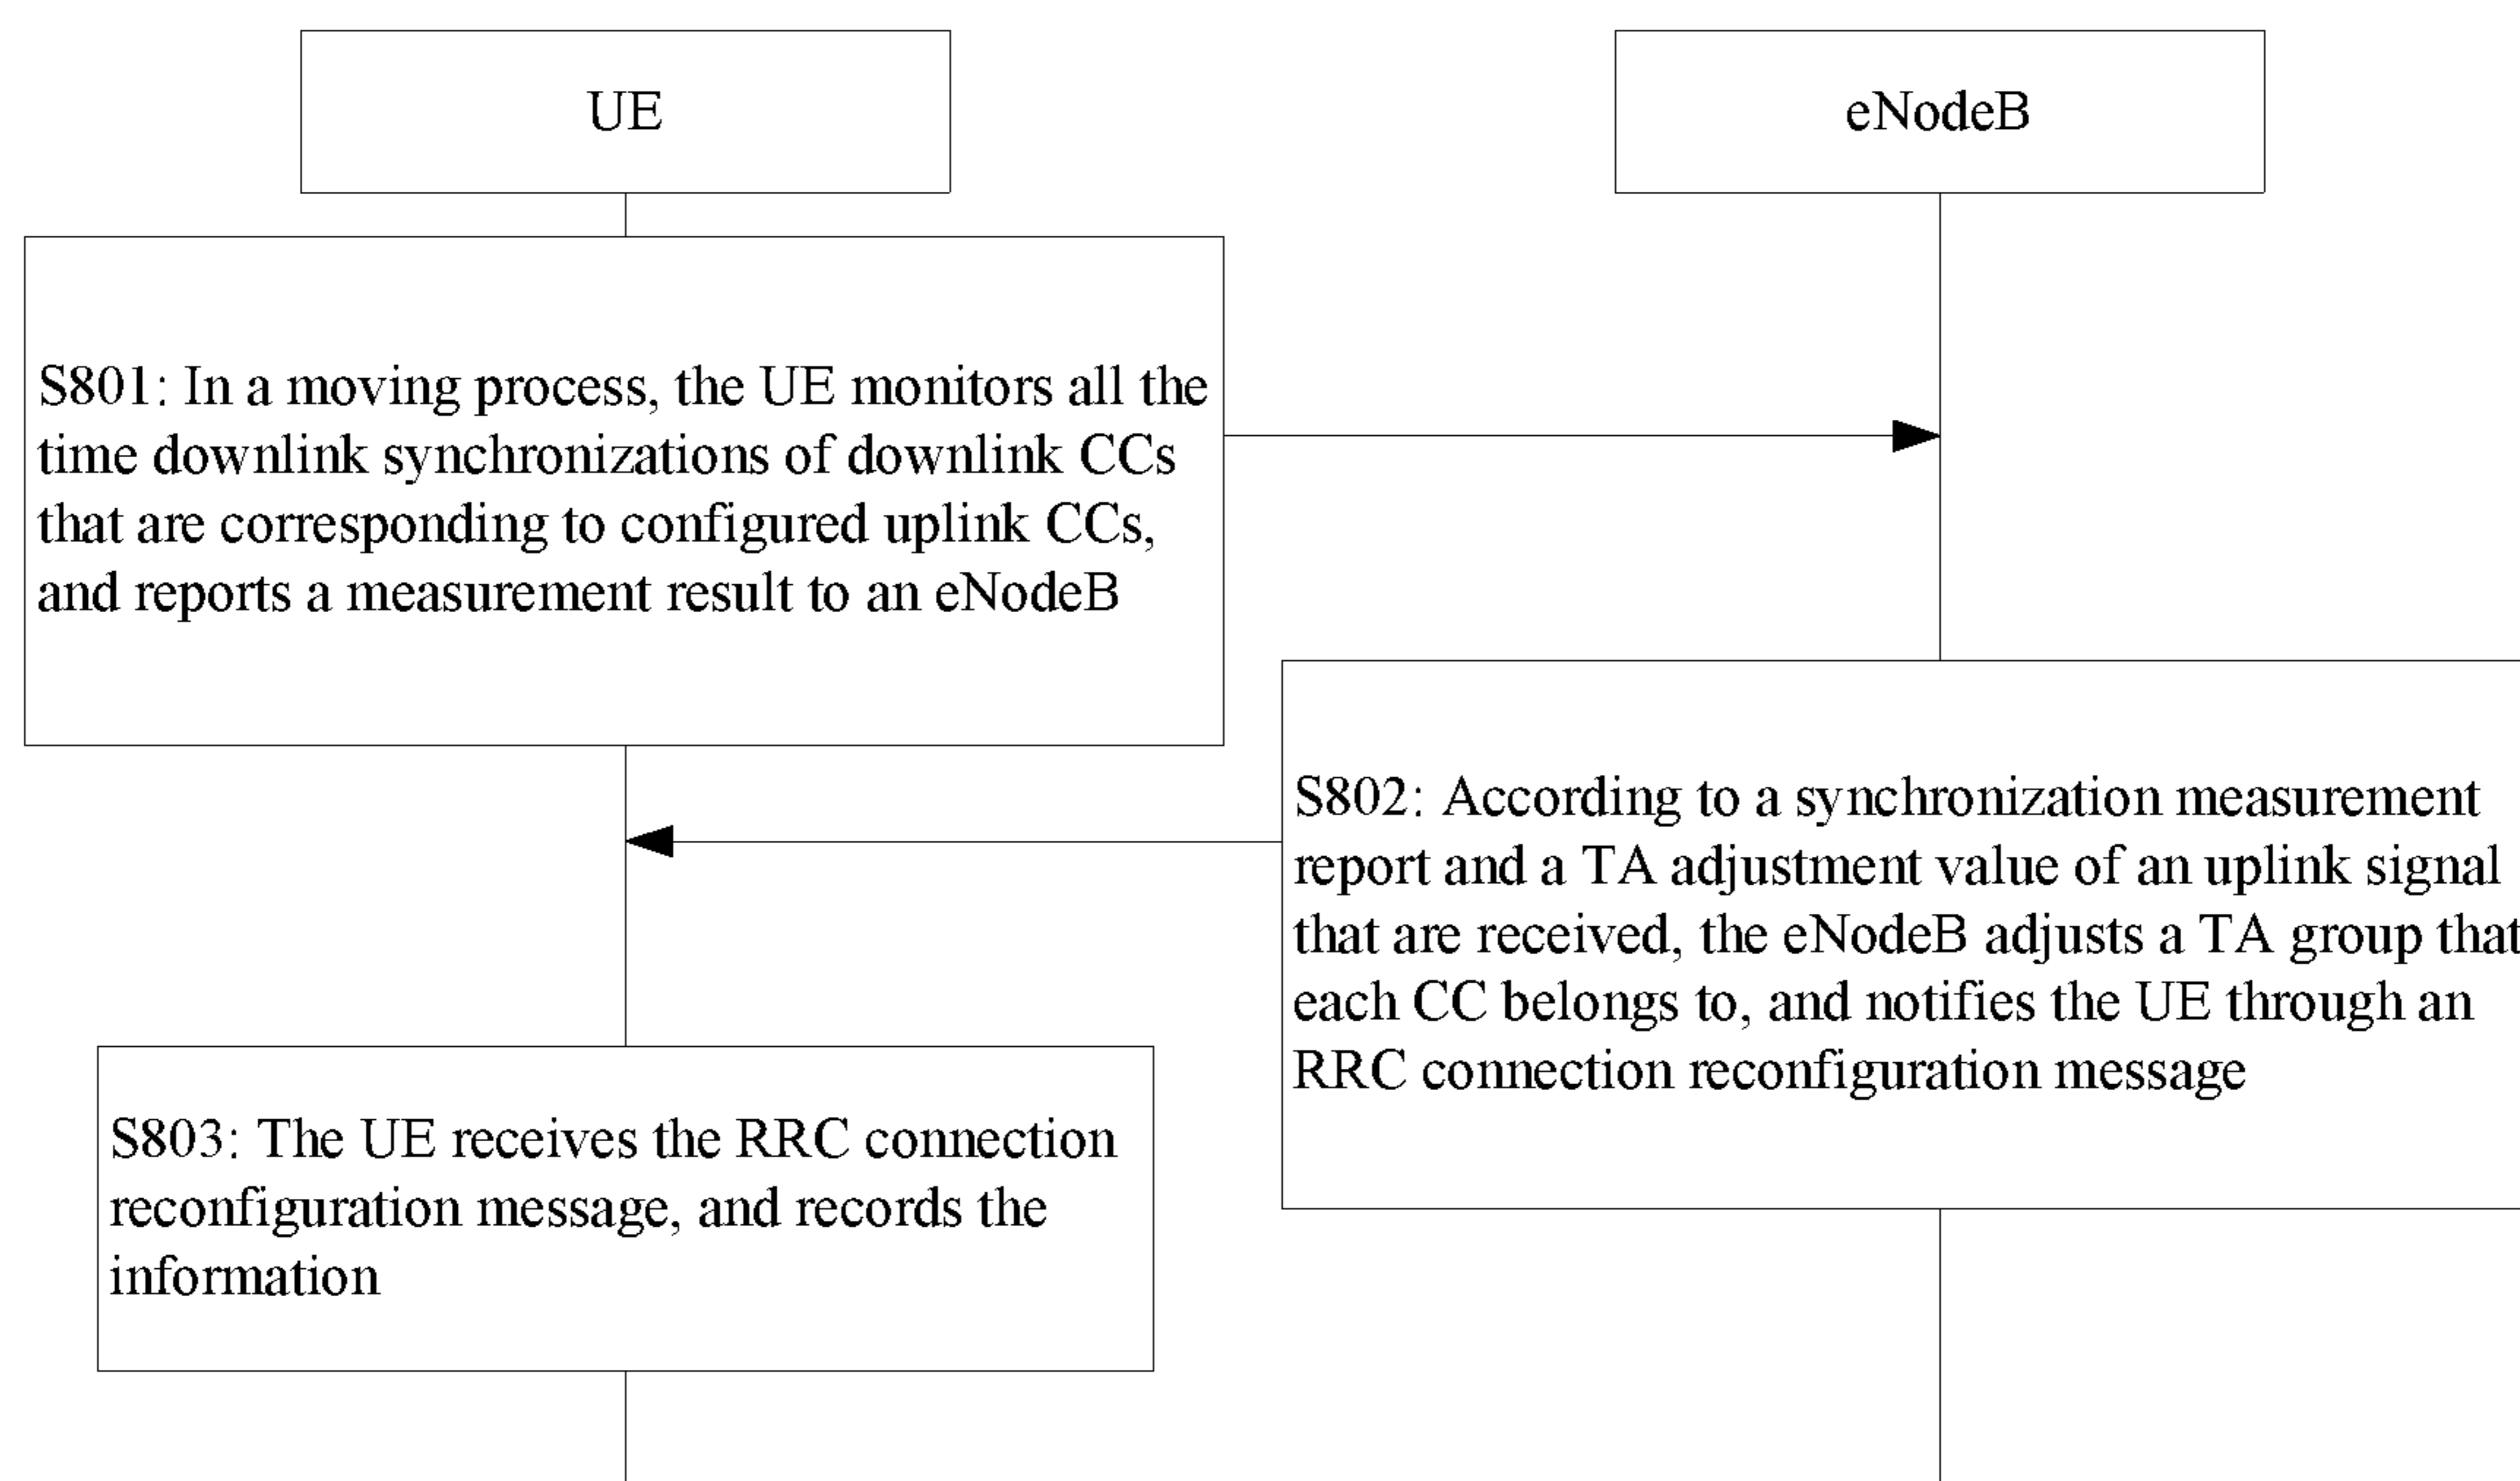 UE
eNodeB
S801: In a moving process, the UE monitors all the
time downlink synchronizations of downlink CCs
that are corresponding to configured uplink CCs,
and reports a measurement result to an eNodeB
S802: According to a synchronization measurement
report and a TA adjustment value of an uplink signal
that are received, the eNodeB adjusts a TA group that
each CC belongs to, and notifies the UE through an
RRC connection reconfiguration message
S803: The UE receives the RRC connection
reconfiguration message, and records the
information